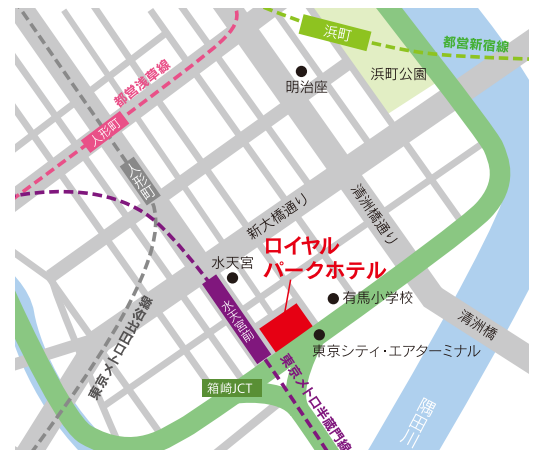 浜町
都営新宿線
浜町公園
明治座
都営浅草線
人形町
人形町
新大橋通り
清洲橋通り
ロイヤル
パークホテル
水天宮
水天宮前
有馬小学校
清洲橋
東京シティ・エアターミナル
東京メトロ日比谷線
箱崎JCT
東京メトロ半蔵門線
隅田川